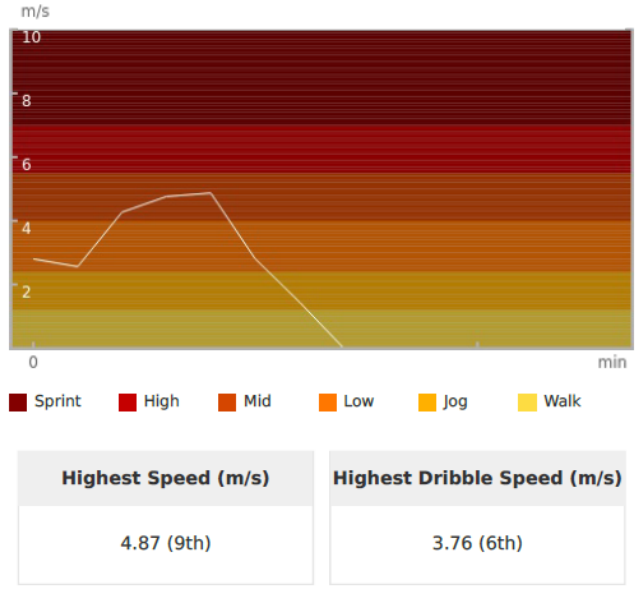 m/s
10
8
6
4
2
0 min
Sprint High Mid Low Jog Walk
Highest Speed (m/s) Highest Dribble Speed (m/s)
4.87 (9th) 3.76 (6th)